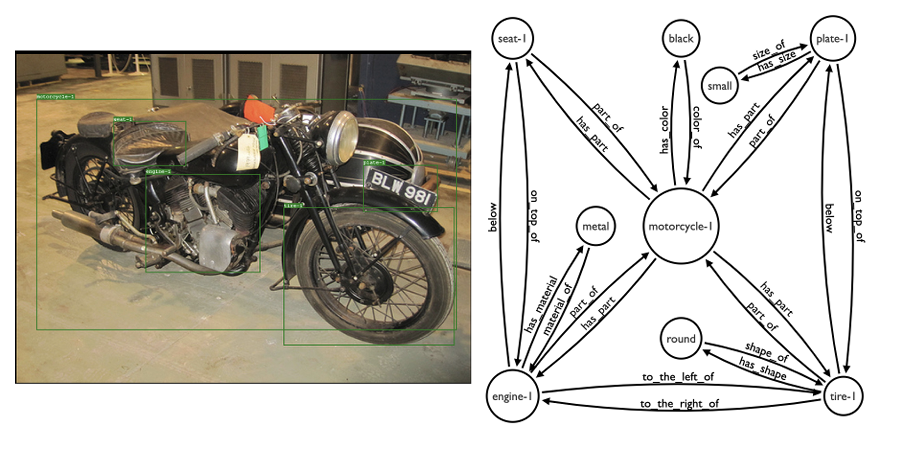 motorcycle-1
seat-1
engine-1
plate-1
BLW 981
tire-1
seat-1
black
plate-1
size_of
has_size
small
part_of
has_part
has_color
color_of
has_part
part_of
below
on_top_of
metal
motorcycle-1
below
on_top_of
has_material
material_of
part_of
has_part
has_part
part_of
round
shape_of
has_shape
engine-1
to_the_left_of
to_the_right_of
tire-1